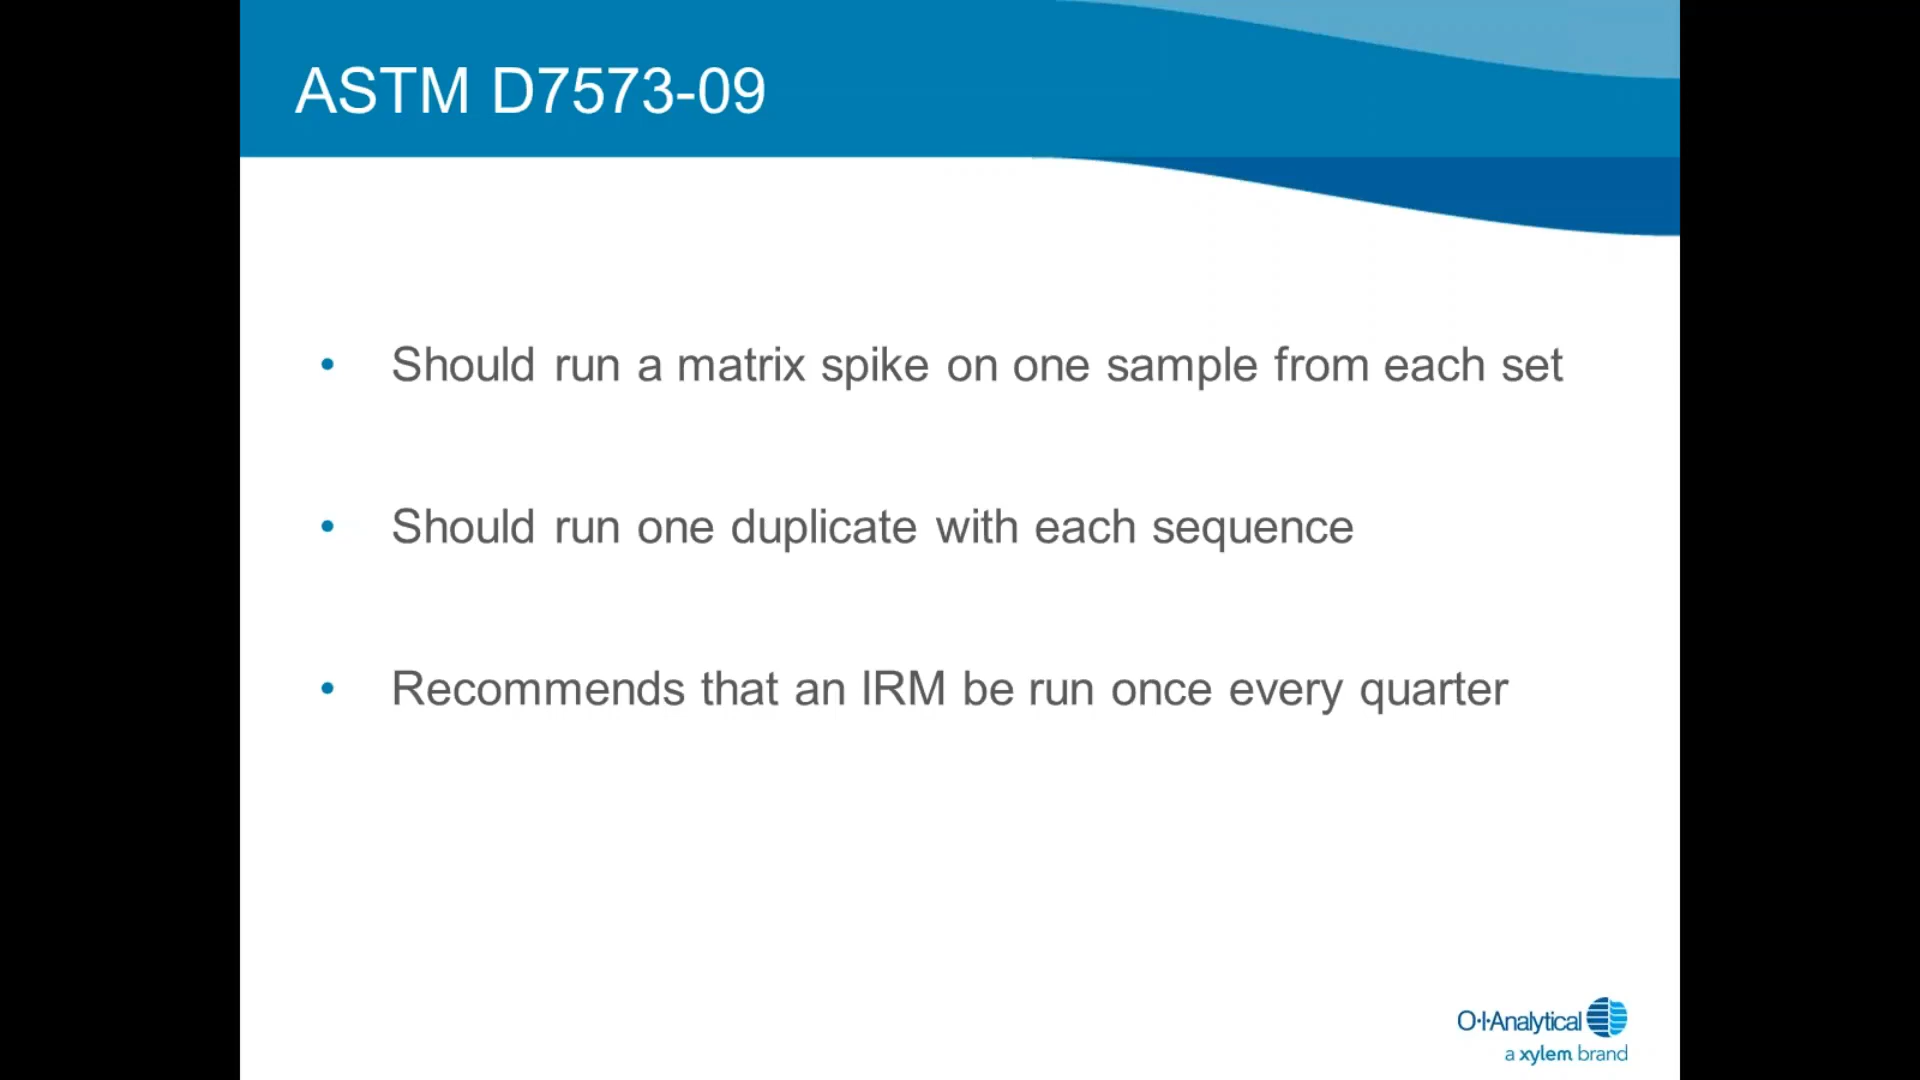 ASTM D7573-09
• Should run a matrix spike on one sample from each set
• Should run one duplicate with each sequence
• Recommends that an IRM be run once every quarter
O·I·Analytical
a xylem brand